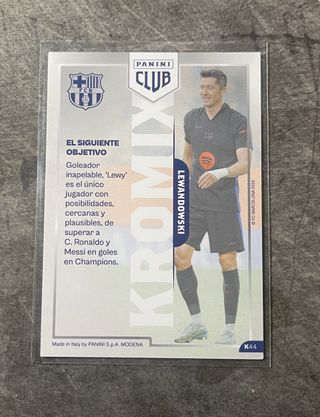 PANINI
CLUB
FCB
KROMIX
LEWANDOWSKI
EL SIGUIENTE
OBJETIVO
Goleador
inapelable, 'Lewy'
es el único
jugador con
posibilidades,
cercanas y
plausibles, de
superar a
C. Ronaldo y
Messi en goles
en Champions.
Made in Italy by PANINI S.p.A. MODENA
K44